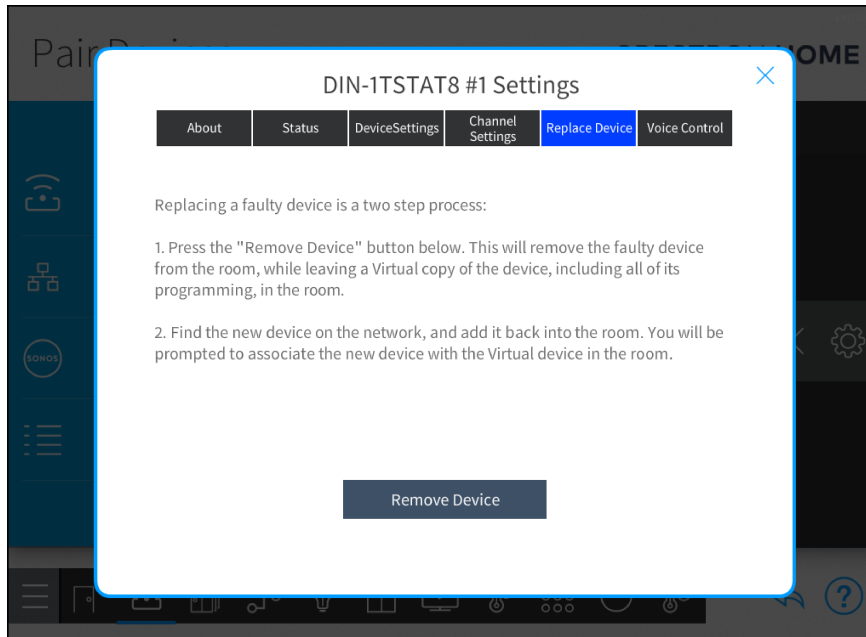 Pair
OME
DIN-1TSTAT8 #1 Settings
About
Status
DeviceSettings
Channel
Settings
Replace Device
Voice Control
Replacing a faulty device is a two step process:
1. Press the "Remove Device" button below. This will remove the faulty device
from the room, while leaving a Virtual copy of the device, including all of its
programming, in the room.
2. Find the new device on the network, and add it back into the room. You will be
prompted to associate the new device with the Virtual device in the room.
SONOS
Remove Device
?